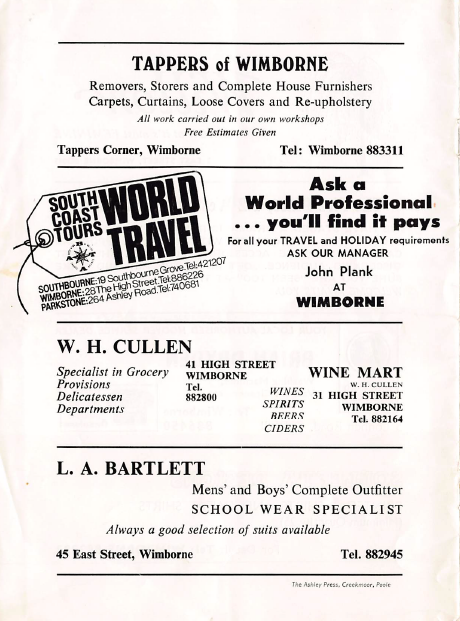 TAPPERS of WIMBORNE
Removers, Storers and Complete House Furnishers
Carpets, Curtains, Loose Covers and Re-upholstery
All work carried out in our own workshops
Free Estimates Given
Tappers Corner, Wimborne Tel: Wimborne 883311
SOUTH COAST TOURS
WORLD TRAVEL
SOUTHBOURNE:19 Southbourne Grove.Tel:421207
WIMBORNE:28 The High Street.Tel.886226
PARKSTONE:264 Ashley Road.Tel:740681
Ask a
World Professional
... you'll find it pays
For all your TRAVEL and HOLIDAY requirements
ASK OUR MANAGER
John Plank
AT
WIMBORNE
W. H. CULLEN
Specialist in Grocery
Provisions
Delicatessen
Departments
41 HIGH STREET
WIMBORNE
Tel.
882800
WINES
SPIRITS
BEERS
CIDERS
WINE MART
W. H. CULLEN
31 HIGH STREET
WIMBORNE
Tel. 882164
L. A. BARTLETT
Mens' and Boys' Complete Outfitter
SCHOOL WEAR SPECIALIST
Always a good selection of suits available
45 East Street, Wimborne Tel. 882945
The Ashley Press, Creekmoor, Poole